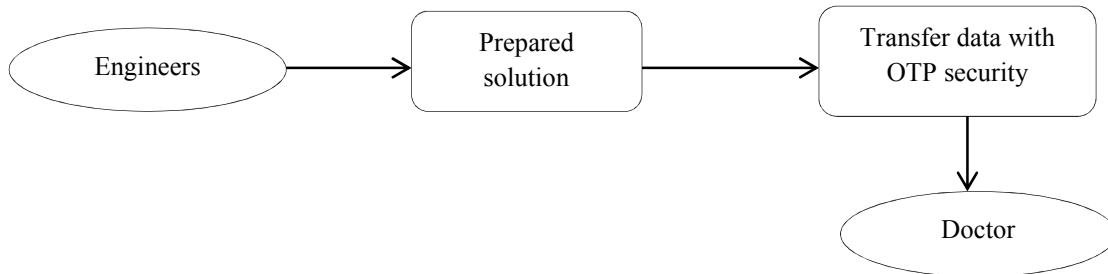 Engineers
Prepared
solution
Transfer data with
OTP security
Doctor